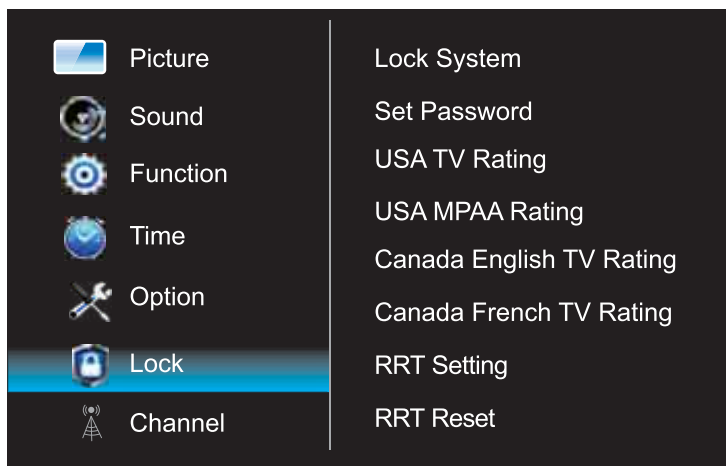 Picture
Sound
Function
Time
Option
Lock
Channel
Lock System
Set Password
USA TV Rating
USA MPAA Rating
Canada English TV Rating
Canada French TV Rating
RRT Setting
RRT Reset